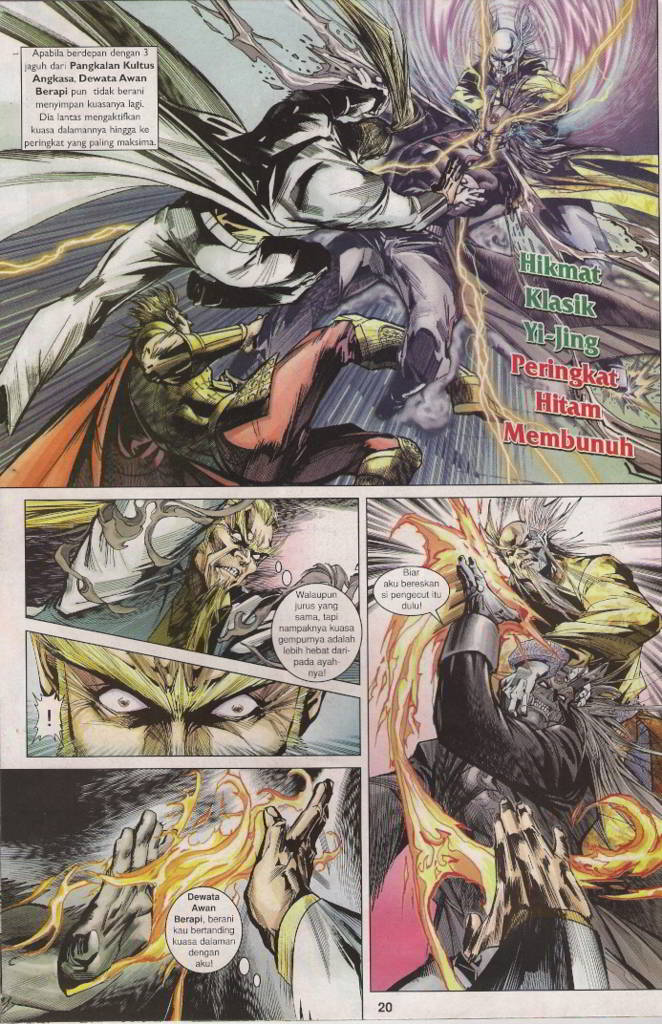 Apabila berdepan dengan 3
jaguh dari Pangkalan Kultus
Angkasa, Dewata Awan
Berapi pun tidak berani
menyimpan kuasanya lagi.
Dia lantas mengaktifkan
kuasa dalamannya hingga ke
peringkat yang paling maksima.
Hikmat
Klasik
Yi-Jing
Peringkat
Hitam
Membunuh
Walaupun
jurus yang
sama, tapi
nampaknya kuasa
gempurnya adalah
lebih hebat dari-
pada ayah-
nya!
!
Biar
aku bereskan
si pengecut itu
dulu!
Dewata
Awan
Berapi, berani
kau bertanding
kuasa dalaman
dengan
aku!
20